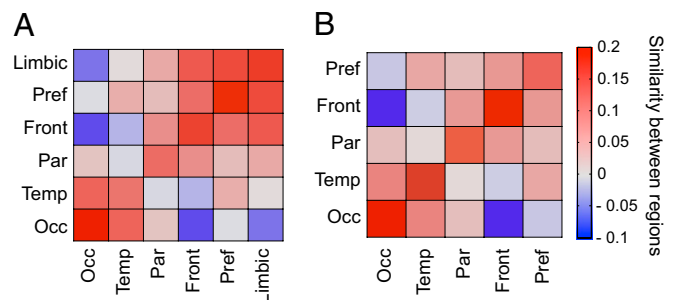 A
Limbic
Pref
Front
Par
Temp
Occ
Occ
Temp
Par
Front
Pref
Limbic
B
Pref
Front
Par
Temp
Occ
Occ
Temp
Par
Front
Pref
0.2
0.15
0.1
0.05
0
- 0.05
- 0.1
Similarity between regions